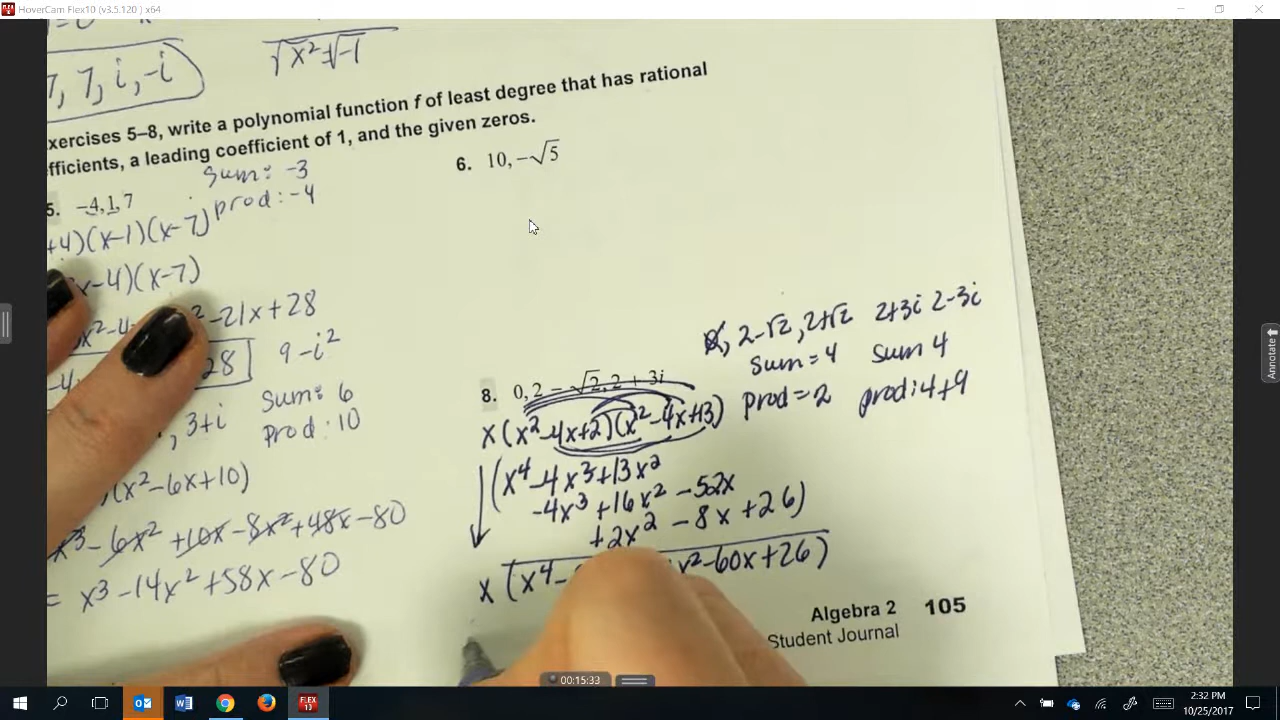 HoverCam Flex10 (v3.5.120 ) x64
√x² = √-1
7, 7, i, -i
xercises 5–8, write a polynomial function f of least degree that has rational
fficients, a leading coefficient of 1, and the given zeros.
5. -4, 1, 7
sum: -3
prod: -4
+4)(x-1)(x-7)
x-4)(x-7)
-21x+28
28
9-i²
, 3+i
sum: 6
prod: 10
(x²-6x+10)
x³-6x²+10x-8x²+48x-80
= x³-14x²+58x-80
6. 10, -√5
8. 0, 2 - √2, 2 + 3i
2-√2, 2+√2 2+3i 2-3i
sum=4 sum 4
prod=2 prod: 4+9
x(x²-4x+2)(x²-4x+13)
(x⁴-4x³+13x²
-4x³+16x²-52x
+2x²-8x+26)
x(x⁴- x²-60x+26)
Algebra 2 105
Student Journal
00:15:33
Annotate
FLEX
10
2:32 PM
10/25/2017